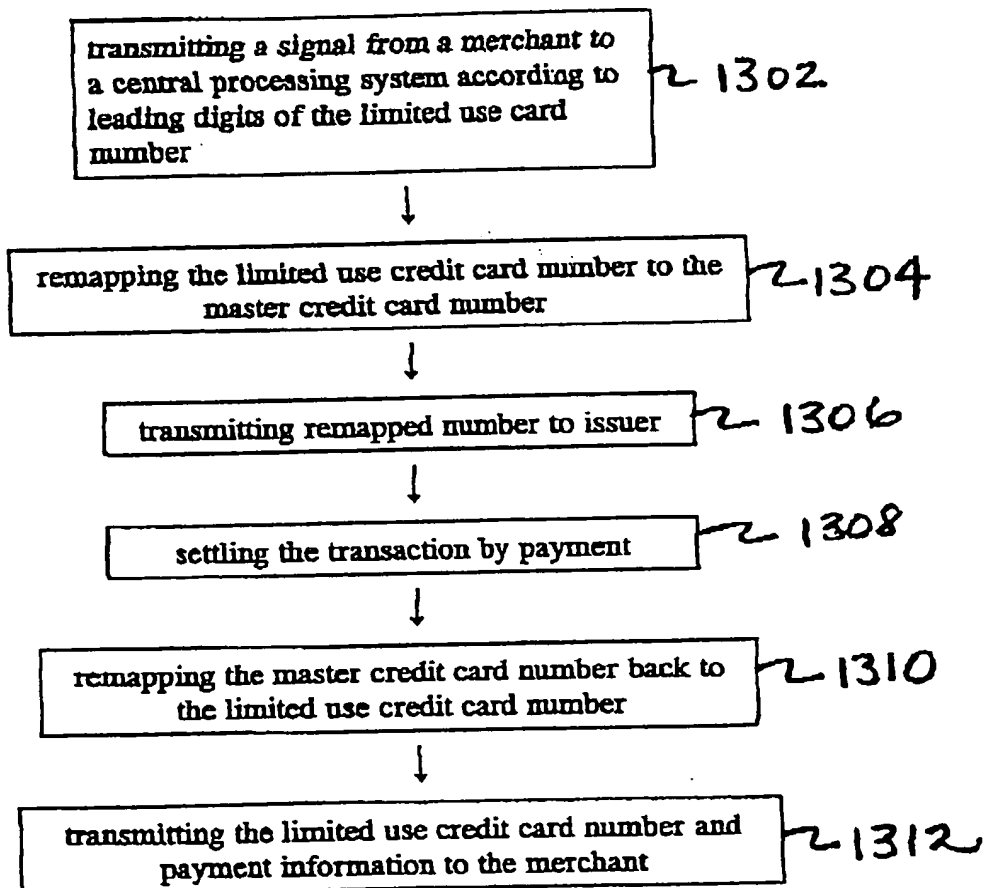 transmitting a signal from a merchant to
a central processing system according to
leading digits of the limited use card
number
1302
remapping the limited use credit card number to the
master credit card number
1304
transmitting remapped number to issuer
1306
settling the transaction by payment
1308
remapping the master credit card number back to
the limited use credit card number
1310
transmitting the limited use credit card number and
payment information to the merchant
1312